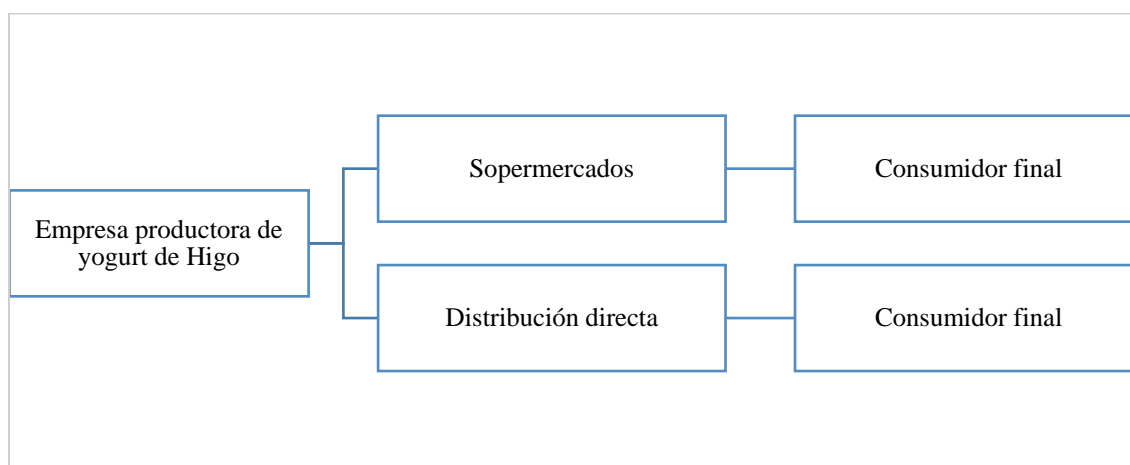 Empresa productora de
yogurt de Higo
Sopermercados
Consumidor final
Distribución directa
Consumidor final